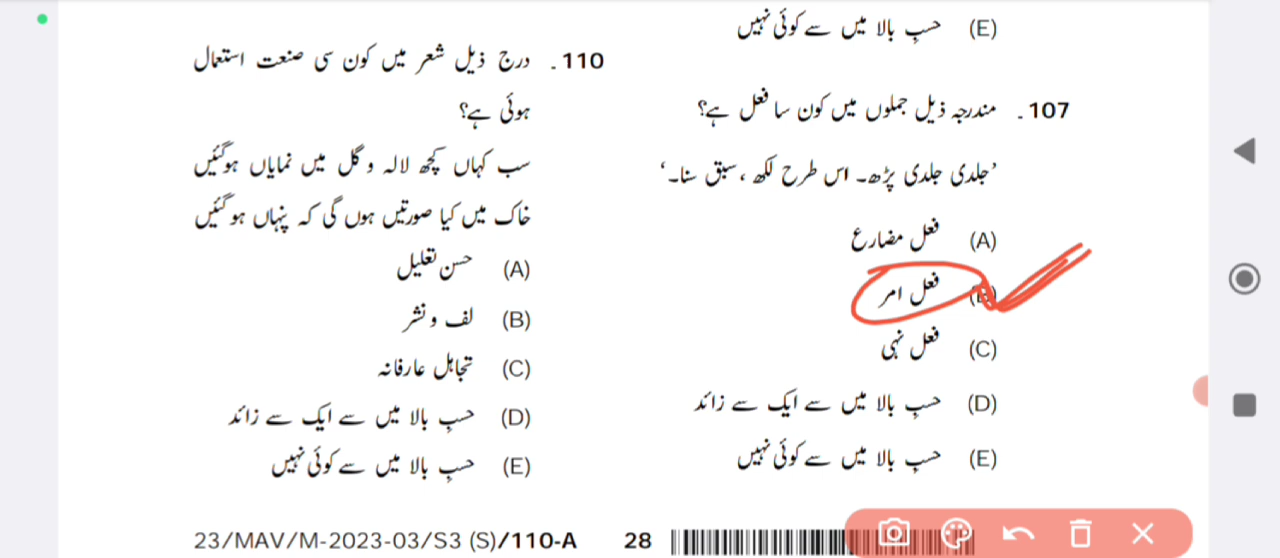 (E) حسبِ بالا میں سے کوئی نہیں
107۔ مندرجہ ذیل جملوں میں کون سا فعل ہے؟
’جلدی جلدی پڑھ۔ اس طرح لکھ، سبق سنا۔‘
(A) فعل مضارع
(B) فعل امر
(C) فعل نہی
(D) حسبِ بالا میں سے ایک سے زائد
(E) حسبِ بالا میں سے کوئی نہیں
110۔ درج ذیل شعر میں کون سی صنعت استعمال
ہوئی ہے؟
سب کہاں کچھ لالہ و گل میں نمایاں ہوگئیں
خاک میں کیا صورتیں ہوں گی کہ پنہاں ہوگئیں
(A) حسن تعلیل
(B) لف و نشر
(C) تجاہل عارفانہ
(D) حسبِ بالا میں سے ایک سے زائد
(E) حسبِ بالا میں سے کوئی نہیں
23/MAV/M-2023-03/S3 (S)/110-A 28